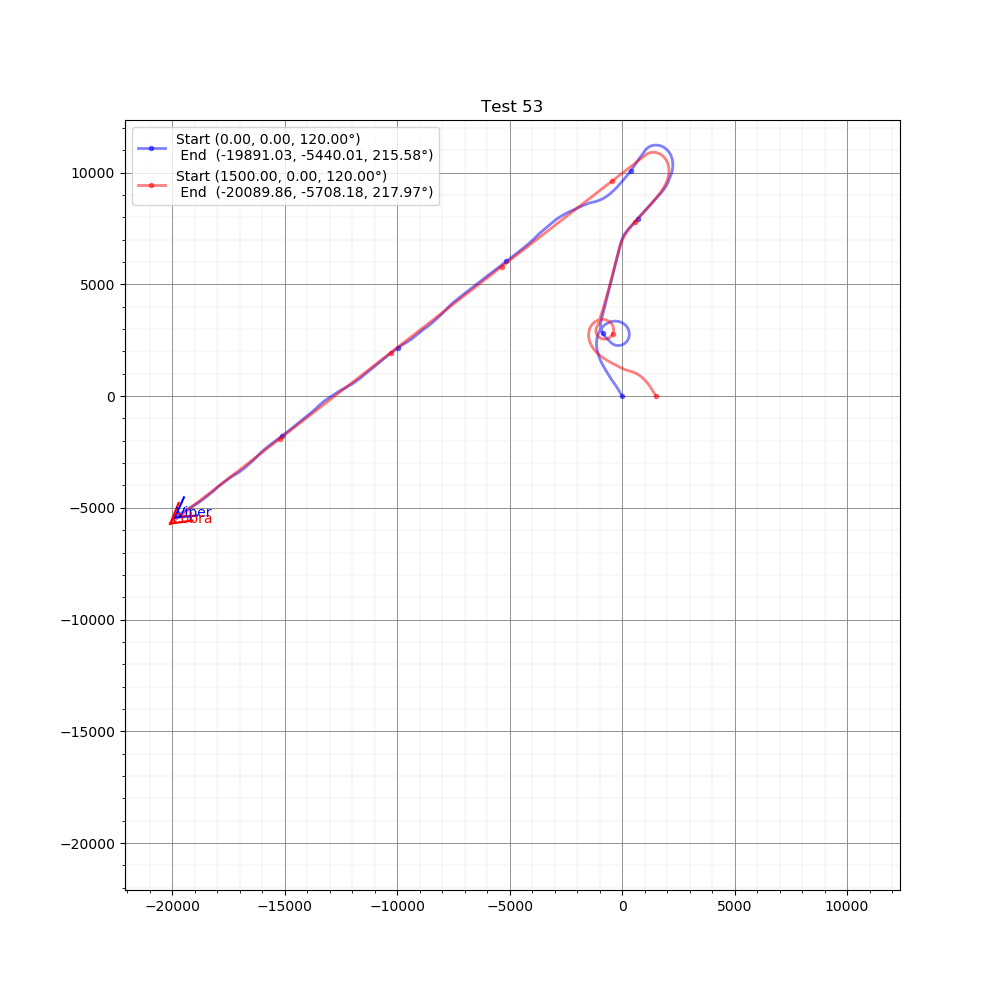 Test 53
Start (0.00, 0.00, 120.00°)
End (-19891.03, -5440.01, 215.58°)
Start (1500.00, 0.00, 120.00°)
End (-20089.86, -5708.18, 217.97°)
10000
5000
0
−5000
−10000
−15000
−20000
−20000 −15000 −10000 −5000 0 5000 10000